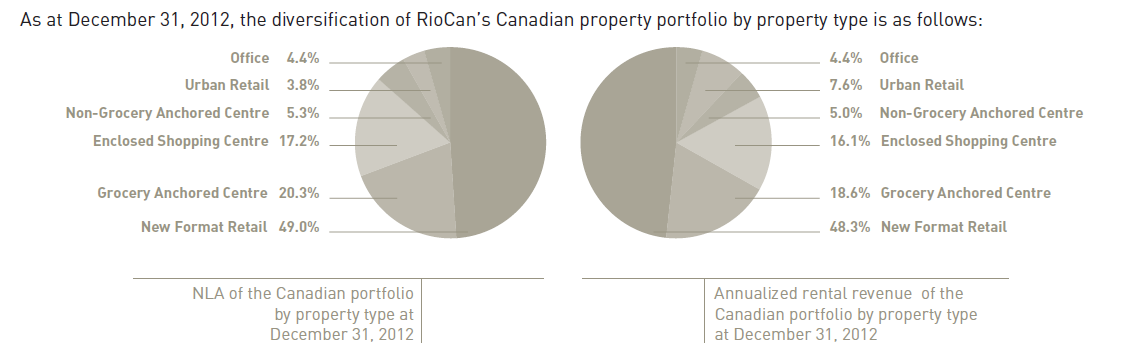 As at December 31, 2012, the diversification of RioCan’s Canadian property portfolio by property type is as follows:
Office 4.4%
Urban Retail 3.8%
Non-Grocery Anchored Centre 5.3%
Enclosed Shopping Centre 17.2%
Grocery Anchored Centre 20.3%
New Format Retail 49.0%
4.4% Office
7.6% Urban Retail
5.0% Non-Grocery Anchored Centre
16.1% Enclosed Shopping Centre
18.6% Grocery Anchored Centre
48.3% New Format Retail
NLA of the Canadian portfolio
by property type at
December 31, 2012
Annualized rental revenue of the
Canadian portfolio by property type
at December 31, 2012